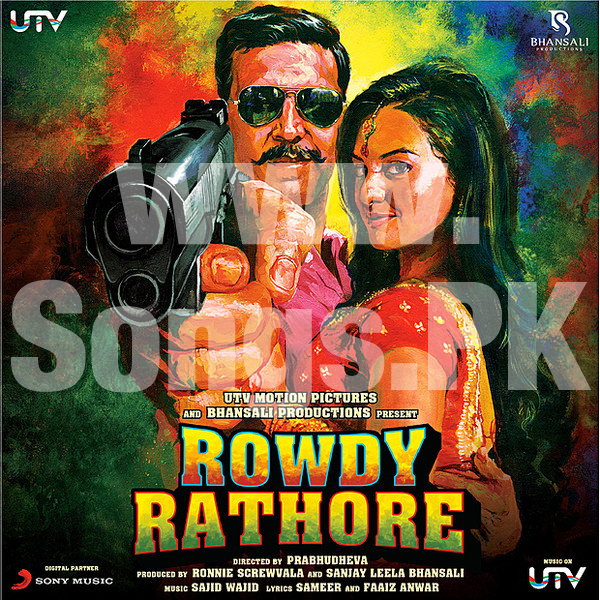 UTV
BHANSALI
PRODUCTIONS
www.
Songs.PK
UTV MOTION PICTURES
AND BHANSALI PRODUCTIONS PRESENT
ROWDY
RATHORE
DIRECTED BY PRABHUDHEVA
PRODUCED BY RONNIE SCREWVALA AND SANJAY LEELA BHANSALI
MUSIC SAJID WAJID LYRICS SAMEER AND FAAIZ ANWAR
DIGITAL PARTNER
SONY MUSIC
MUSIC ON
UTV